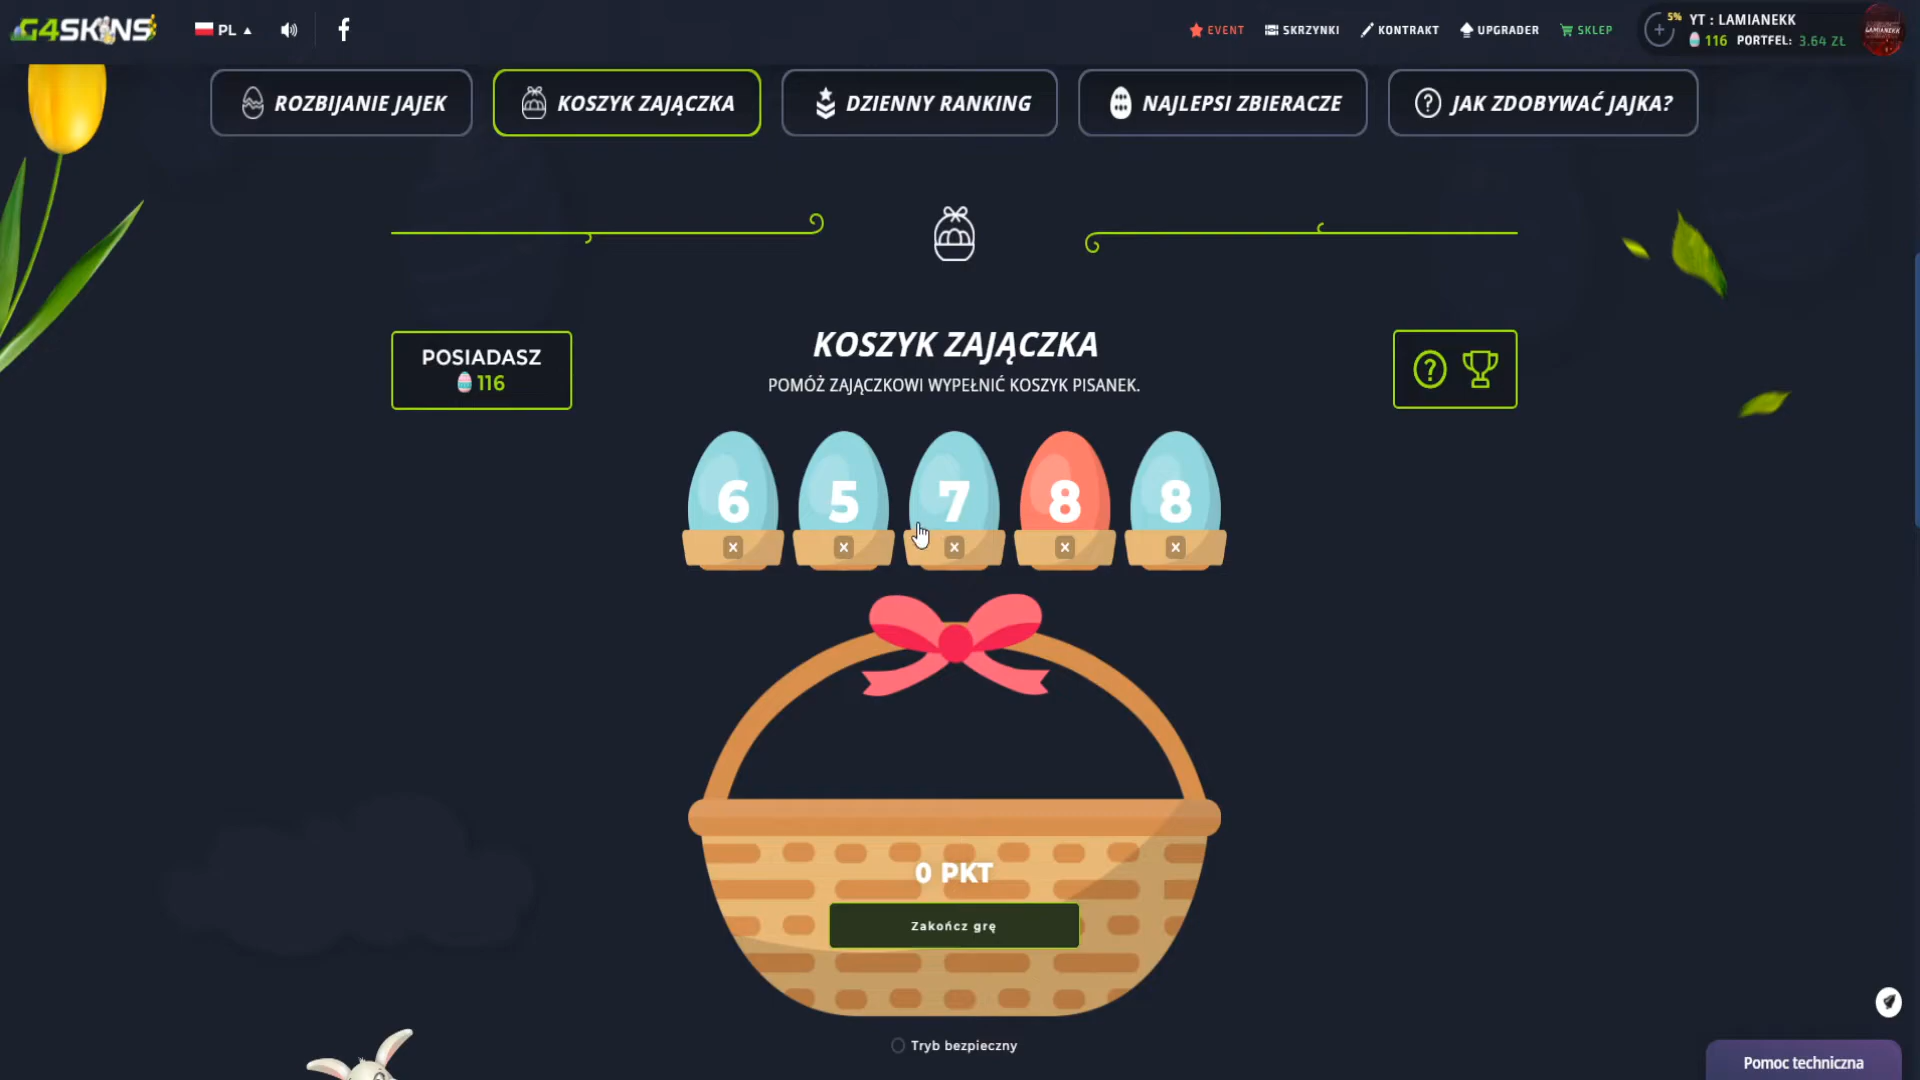 G4SKINS
PL
EVENT
SKRZYNKI
KONTRAKT
UPGRADER
SKLEP
5%
YT : LAMIANEKK
116 PORTFEL: 3.64 ZŁ
LAMIANEKK
ROZBIJANIE JAJEK
KOSZYK ZAJĄCZKA
DZIENNY RANKING
NAJLEPSI ZBIERACZE
JAK ZDOBYWAĆ JAJKA?
POSIADASZ
116
KOSZYK ZAJĄCZKA
POMÓŻ ZAJĄCZKOWI WYPEŁNIĆ KOSZYK PISANEK.
6 5 7 8 8
x x x x x
0 PKT
Zakończ grę
Tryb bezpieczny
Pomoc techniczna